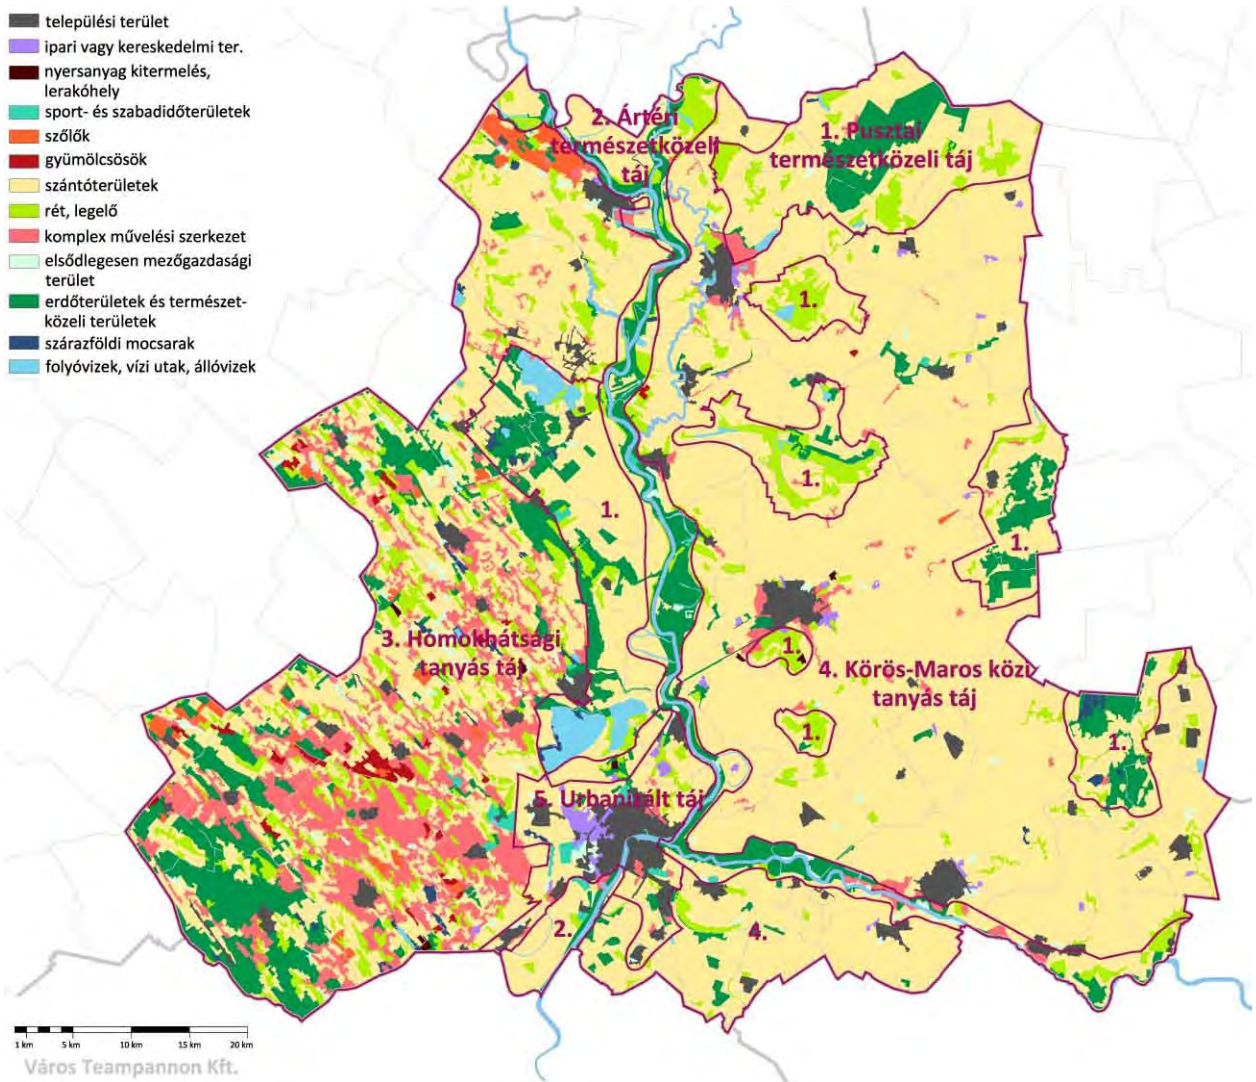 települési terület
ipari vagy kereskedelmi ter.
nyersanyag kitermelés,
lerakóhely
sport- és szabadidőterületek
szőlők
gyümölcsösök
szántóterületek
rét, legelő
komplex művelési szerkezet
elsődlegesen mezőgazdasági
terület
erdőterületek és természet-
közeli területek
szárazföldi mocsarak
folyóvizek, vízi utak, állóvizek
2. Ártéri
természetközeli
táj
1. Pusztai
természetközeli táj
1.
1.
1.
1.
3. Homokhátsági
tanyás táj
1.
4. Körös-Maros közi
tanyás táj
1.
1.
5. Urbanizált táj
2.
4.
1 km
5 km
10 km
15 km
20 km
Város Teampannon Kft.